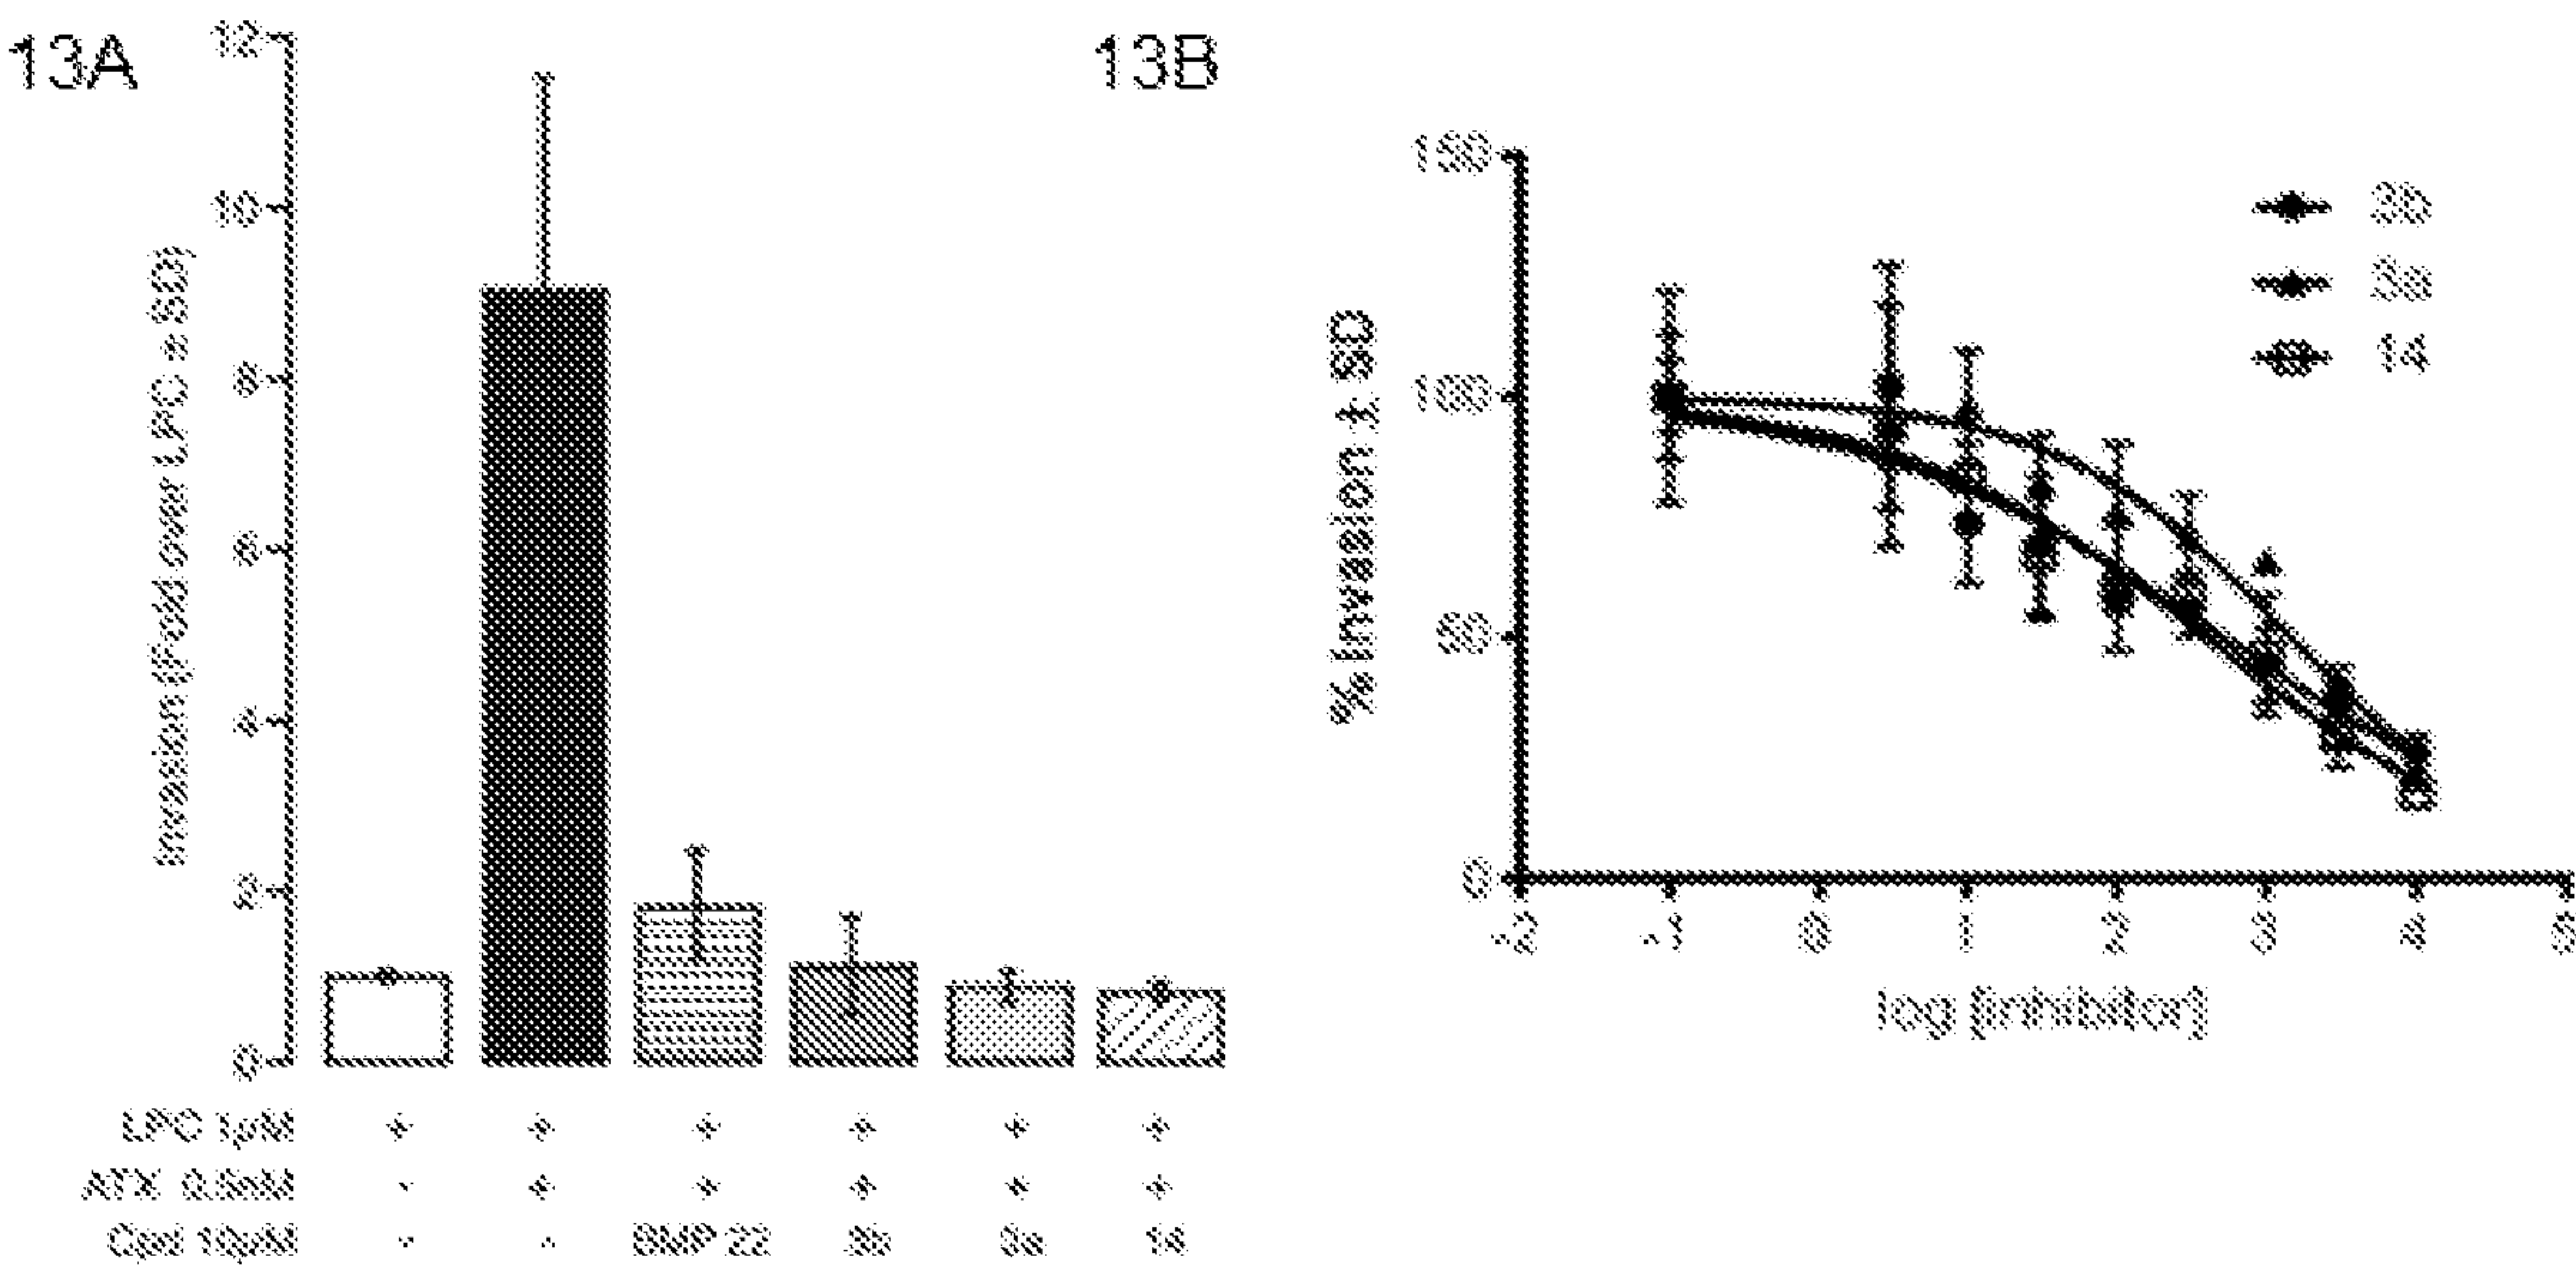 13A
12
10
8
6
4
2
0
Invasion (Fold over LPC ± SD)
LPC 1μM + + + + + +
ATX 0.5nM - + + + + +
Cpd 10μM - - BMP 22 3b 14
13B
150
100
50
0
% Invasion ± SD
-2 -1 0 1 2 3 4 5
log [inhibitor]
3b
14